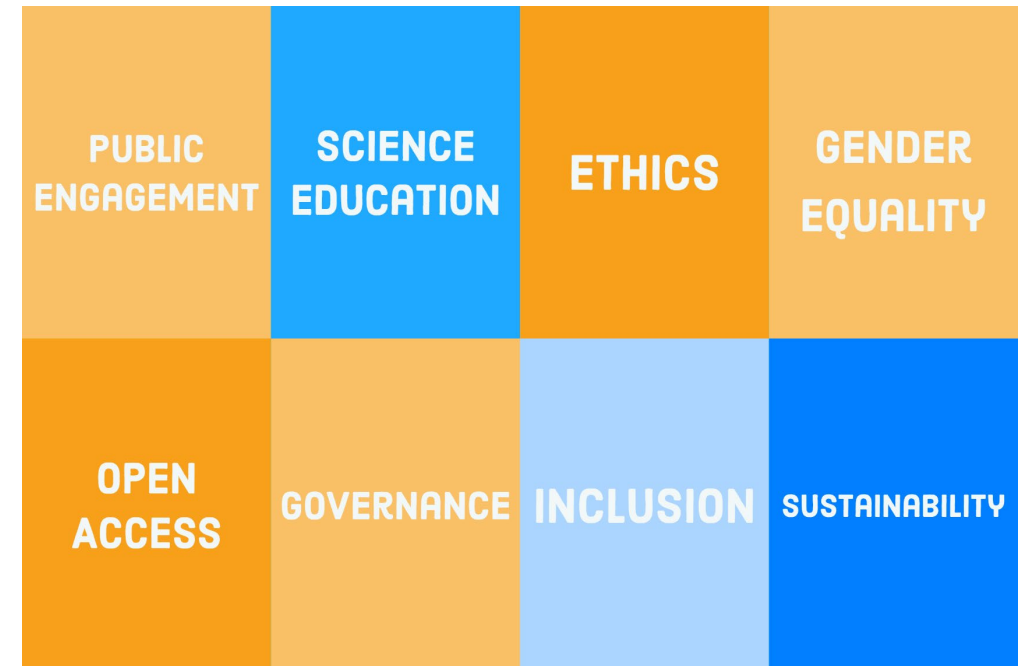 PUBLIC
ENGAGEMENT
SCIENCE
EDUCATION
ETHICS
GENDER
EQUALITY
OPEN
ACCESS
GOVERNANCE
INCLUSION
SUSTAINABILITY